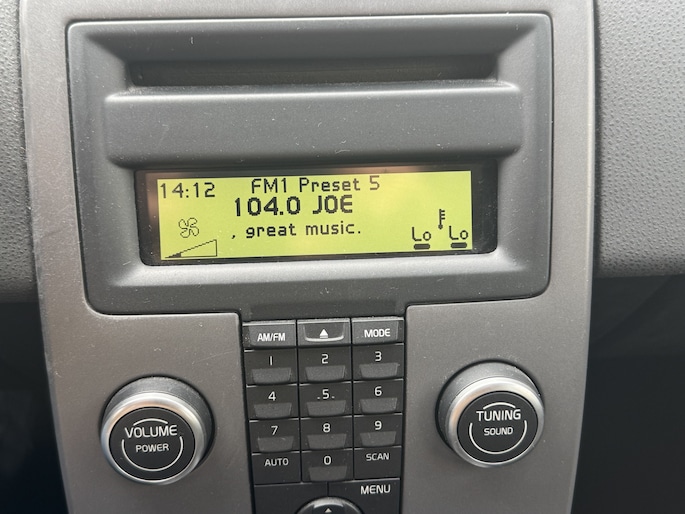 14:12 FM1 Preset 5
104.0 JOE
, great music.
Lo Lo
AM/FM MODE
1 2 3
4 -5- 6
7 8 9
AUTO 0 SCAN
MENU
VOLUME
POWER
TUNING
SOUND